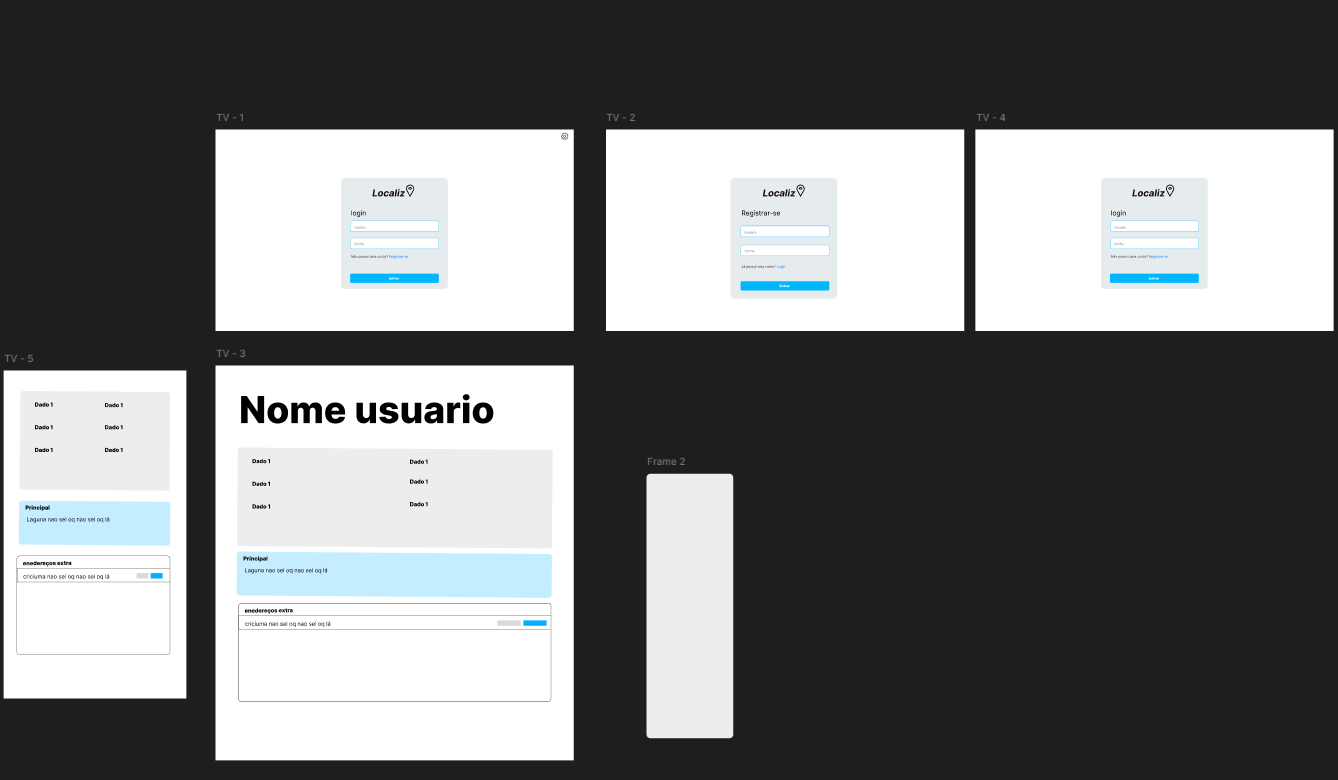 TV - 1
Localiz
login
Usuario
Senha
Não possui uma conta? Registrar-se
Entrar
TV - 2
Localiz
Registrar-se
Usuario
Senha
Já possui uma conta? Login
Entrar
TV - 4
Localiz
login
Usuario
Senha
Não possui uma conta? Registrar-se
Entrar
TV - 5
Dado 1 Dado 1
Dado 1 Dado 1
Dado 1 Dado 1
Principal
Laguna nao sei oq nao sei oq lá
enedereços extra
criciuma nao sei oq nao sei oq lá
TV - 3
Nome usuario
Dado 1 Dado 1
Dado 1 Dado 1
Dado 1 Dado 1
Principal
Laguna nao sei oq nao sei oq lá
enedereços extra
criciuma nao sei oq nao sei oq lá
Frame 2